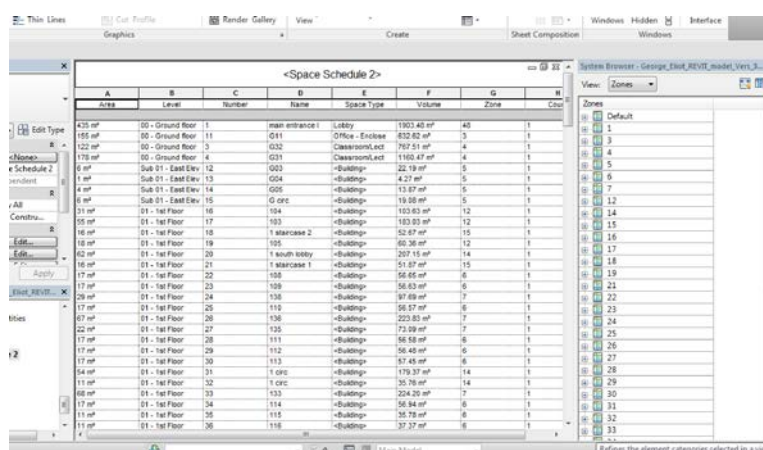 Thin Lines Cut Profile Render Gallery View Windows Hidden Interface
Graphics Create Sheet Composition Windows
<Space Schedule 2>
System Browser - George_Eliot_REVIT_model_Vers_3...
View: Zones
A B C D E F G H
Area Level Number Name Space Type Volume Zone Cou
Zones
Default
1
3
4
5
6
7
12
14
15
16
17
18
19
21
22
23
24
25
26
27
28
29
30
31
32
33
Edit Type
<None>
e Schedule 2
pendent
y All
Constru...
Edit...
Edit...
Apply
Eliot_REVIT...
ities
e 2
435 m² 00 - Ground floor 1 main entrance l Lobby 1903.48 m³ 48 1
155 m² 00 - Ground floor 11 G11 Office - Enclose 632.62 m³ 3 1
122 m² 00 - Ground floor 3 G32 Classroom/Lect 767.51 m³ 4 1
178 m² 00 - Ground floor 4 G31 Classroom/Lect 1160.47 m³ 4 1
6 m² Sub 01 - East Elev 12 G03 <Building> 22.19 m³ 5 1
1 m² Sub 01 - East Elev 13 G04 <Building> 4.27 m³ 5 1
4 m² Sub 01 - East Elev 14 G05 <Building> 13.87 m³ 5 1
6 m² Sub 01 - East Elev 15 G circ <Building> 19.08 m³ 5 1
31 m² 01 - 1st Floor 16 104 <Building> 103.63 m³ 12 1
55 m² 01 - 1st Floor 17 103 <Building> 183.03 m³ 12 1
16 m² 01 - 1st Floor 18 1 staircase 2 <Building> 52.67 m³ 15 1
18 m² 01 - 1st Floor 19 105 <Building> 60.36 m³ 12 1
62 m² 01 - 1st Floor 20 1 south lobby <Building> 207.15 m³ 14 1
16 m² 01 - 1st Floor 21 1 staircase 1 <Building> 51.87 m³ 15 1
17 m² 01 - 1st Floor 22 108 <Building> 56.65 m³ 6 1
17 m² 01 - 1st Floor 23 109 <Building> 56.63 m³ 6 1
29 m² 01 - 1st Floor 24 138 <Building> 97.69 m³ 7 1
17 m² 01 - 1st Floor 25 110 <Building> 56.57 m³ 6 1
67 m² 01 - 1st Floor 26 136 <Building> 223.83 m³ 7 1
22 m² 01 - 1st Floor 27 135 <Building> 73.09 m³ 7 1
17 m² 01 - 1st Floor 28 111 <Building> 56.58 m³ 6 1
17 m² 01 - 1st Floor 29 112 <Building> 56.45 m³ 6 1
17 m² 01 - 1st Floor 30 113 <Building> 57.45 m³ 6 1
54 m² 01 - 1st Floor 31 1 circ <Building> 179.37 m³ 14 1
11 m² 01 - 1st Floor 32 1 circ <Building> 35.76 m³ 14 1
68 m² 01 - 1st Floor 33 133 <Building> 224.20 m³ 7 1
17 m² 01 - 1st Floor 34 114 <Building> 56.94 m³ 6 1
11 m² 01 - 1st Floor 35 115 <Building> 35.78 m³ 6 1
11 m² 01 - 1st Floor 36 116 <Building> 37.37 m³ 6 1
Main Model
Refines the element categories selected in a vi